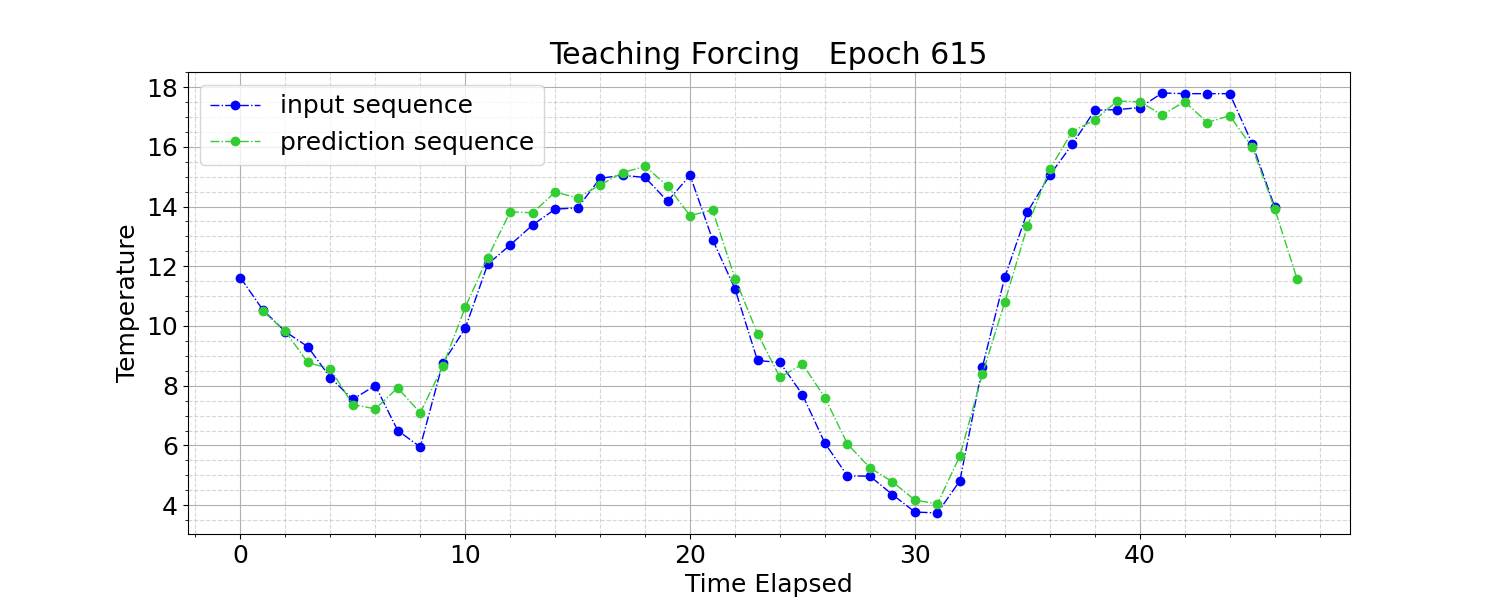 Teaching Forcing   Epoch 615
18
16
14
12
10
8
6
4
Temperature
input sequence
prediction sequence
0 10 20 30 40
Time Elapsed